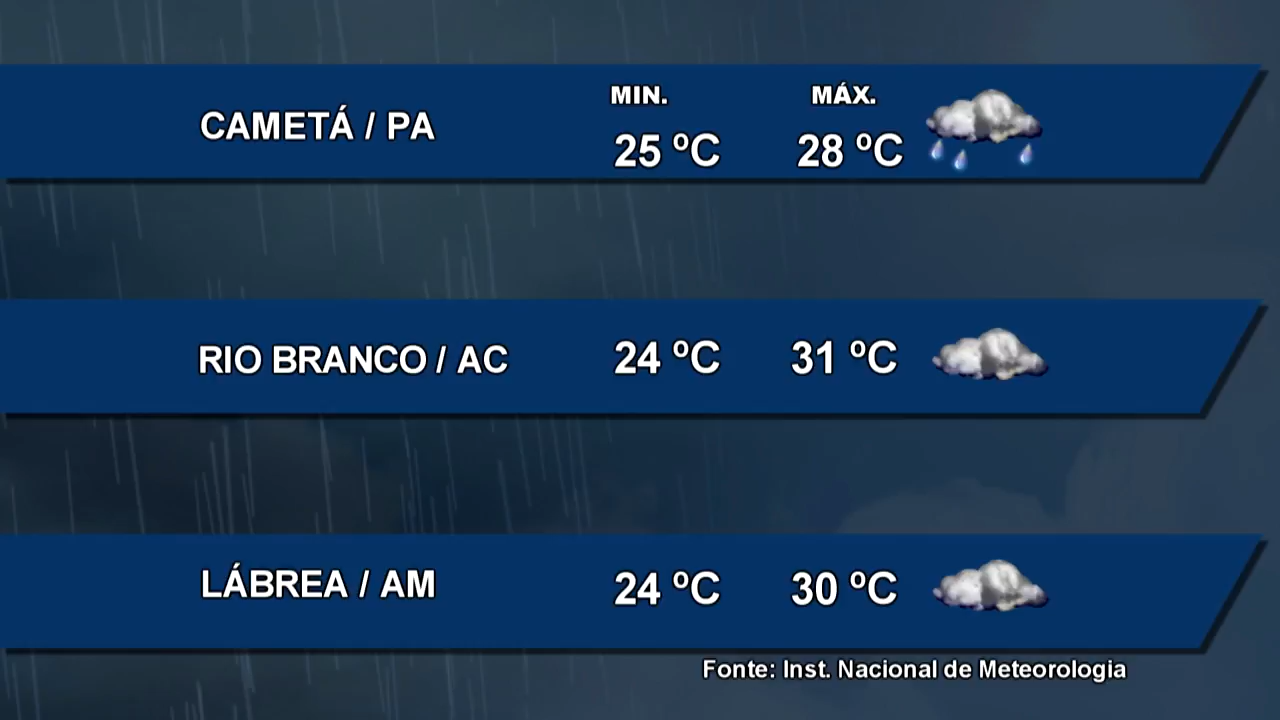 MIN. MÁX.
CAMETÁ / PA 25 ºC 28 ºC
RIO BRANCO / AC 24 ºC 31 ºC
LÁBREA / AM 24 ºC 30 ºC
Fonte: Inst. Nacional de Meteorologia